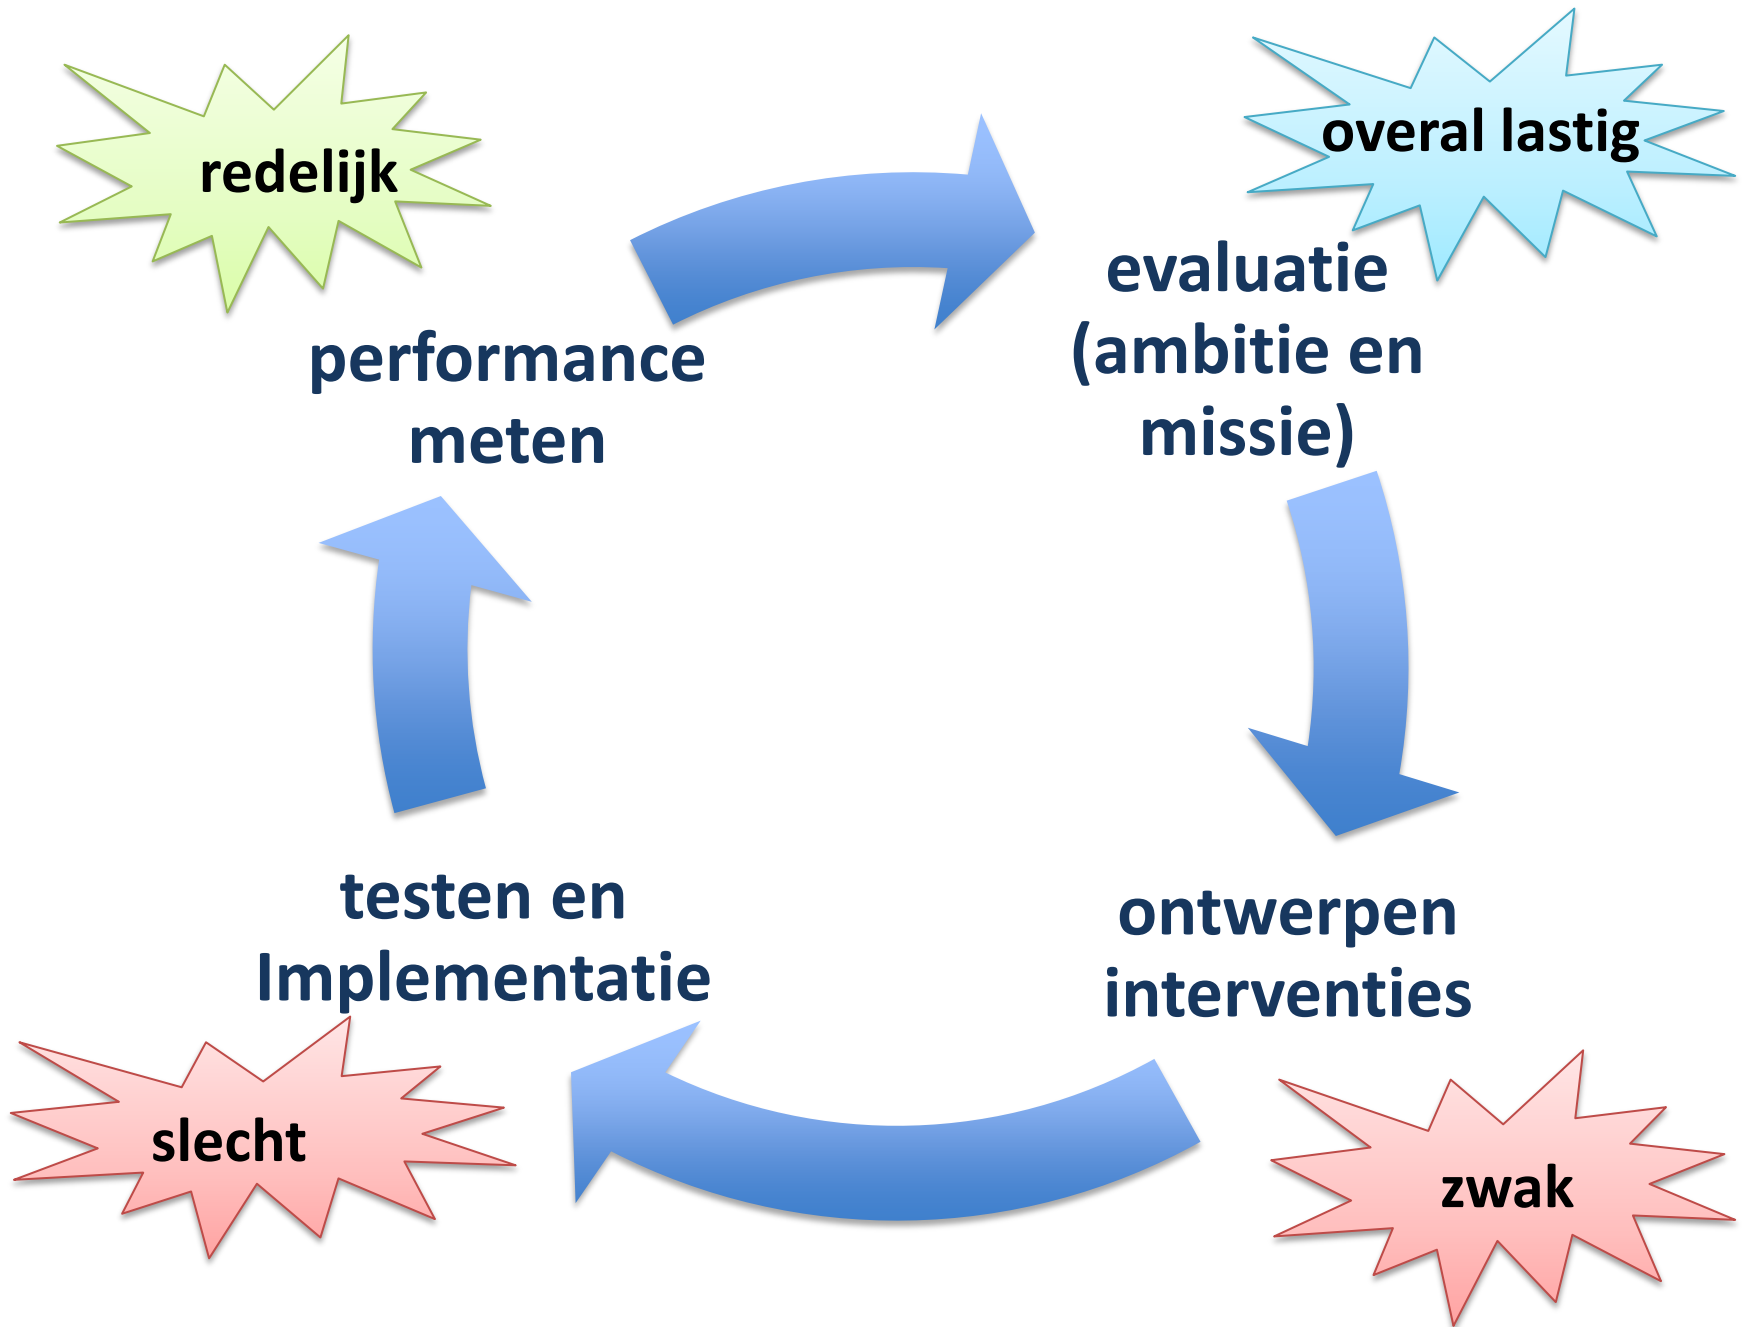 redelijk
overal lastig
performance
meten
evaluatie
(ambitie en
missie)
testen en
Implementatie
ontwerpen
interventies
slecht
zwak